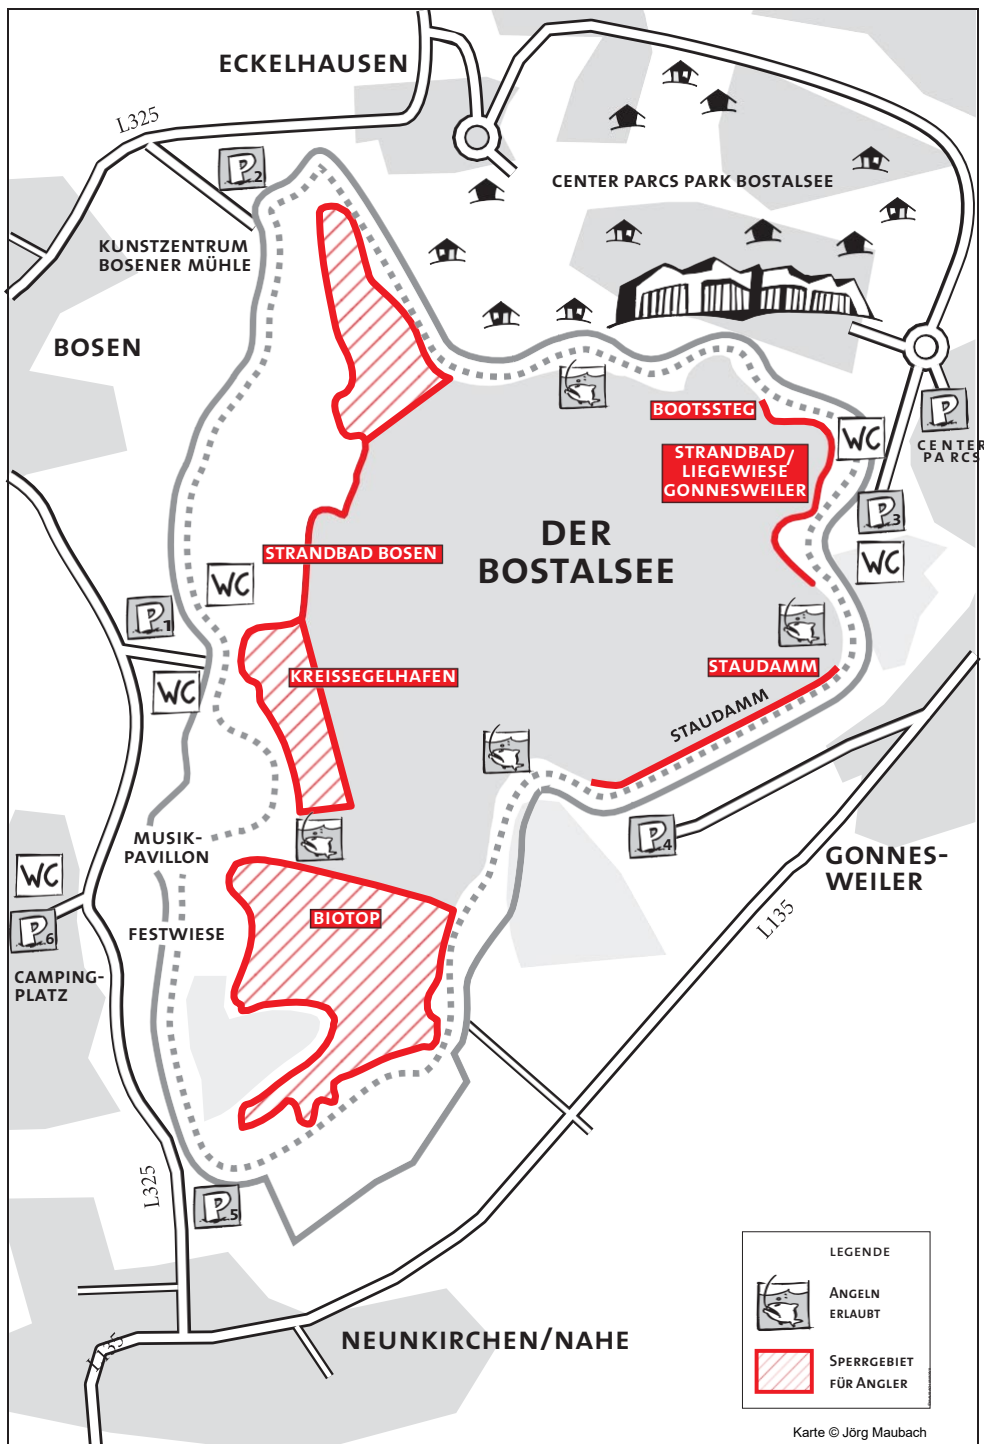 ECKELHAUSEN
L325
P2
CENTER PARCS PARK BOSTALSEE
KUNSTZENTRUM
BOSENER MÜHLE
BOSEN
BOOTSSTEG
P
CENTER
PARCS
WC
STRANDBAD/
LIEGEWIESE
GONNESWEILER
P3
DER
BOSTALSEE
STRANDBAD BOSEN
WC
WC
P1
STAUDAMM
KREISSEGELHAFEN
WC
STAUDAMM
MUSIK-
PAVILLON
P4
GONNES-
WEILER
WC
BIOTOP
L135
P6
FESTWIESE
CAMPING-
PLATZ
L325
P5
LEGENDE
ANGELN
ERLAUBT
NEUNKIRCHEN/NAHE
L135
SPERRGEBIET
FÜR ANGLER
Karte © Jörg Maubach